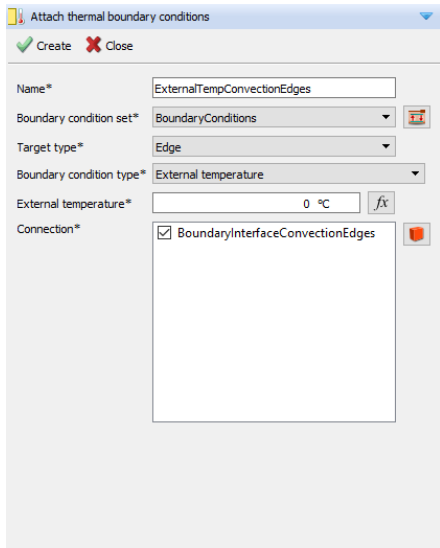 Attach thermal boundary conditions
Create Close
Name* ExternalTempConvectionEdges
Boundary condition set* BoundaryConditions
Target type* Edge
Boundary condition type* External temperature
External temperature* 0 °C fx
Connection* BoundaryInterfaceConvectionEdges